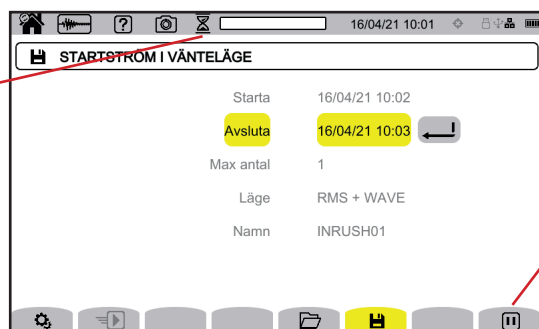 16/04/21 10:01
STARTSTRÖM I VÄNTELÄGE
Starta 16/04/21 10:02
Avsluta 16/04/21 10:03
Max antal 1
Läge RMS + WAVE
Namn INRUSH01